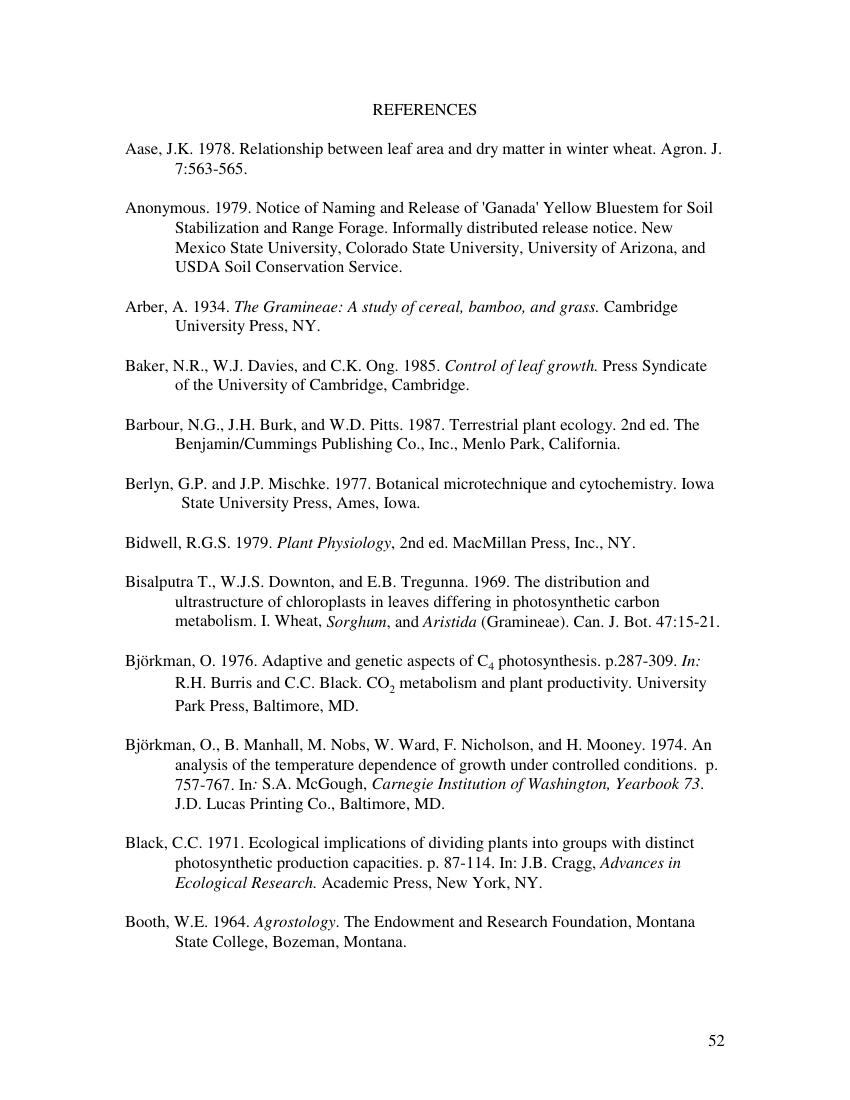 REFERENCES
Aase, J.K. 1978. Relationship between leaf area and dry matter in winter wheat. Agron. J.
7:563-565.
Anonymous. 1979. Notice of Naming and Release of 'Ganada' Yellow Bluestem for Soil
Stabilization and Range Forage. Informally distributed release notice. New
Mexico State University, Colorado State University, University of Arizona, and
USDA Soil Conservation Service.
Arber, A. 1934. The Gramineae: A study of cereal, bamboo, and grass. Cambridge
University Press, NY.
Baker, N.R., W.J. Davies, and C.K. Ong. 1985. Control of leaf growth. Press Syndicate
of the University of Cambridge, Cambridge.
Barbour, N.G., J.H. Burk, and W.D. Pitts. 1987. Terrestrial plant ecology. 2nd ed. The
Benjamin/Cummings Publishing Co., Inc., Menlo Park, California.
Berlyn, G.P. and J.P. Mischke. 1977. Botanical microtechnique and cytochemistry. Iowa
State University Press, Ames, Iowa.
Bidwell, R.G.S. 1979. Plant Physiology, 2nd ed. MacMillan Press, Inc., NY.
Bisalputra T., W.J.S. Downton, and E.B. Tregunna. 1969. The distribution and
ultrastructure of chloroplasts in leaves differing in photosynthetic carbon
metabolism. I. Wheat, Sorghum, and Aristida (Gramineae). Can. J. Bot. 47:15-21.
Björkman, O. 1976. Adaptive and genetic aspects of C₄ photosynthesis. p.287-309. In:
R.H. Burris and C.C. Black. CO₂ metabolism and plant productivity. University
Park Press, Baltimore, MD.
Björkman, O., B. Manhall, M. Nobs, W. Ward, F. Nicholson, and H. Mooney. 1974. An
analysis of the temperature dependence of growth under controlled conditions. p.
757-767. In: S.A. McGough, Carnegie Institution of Washington, Yearbook 73.
J.D. Lucas Printing Co., Baltimore, MD.
Black, C.C. 1971. Ecological implications of dividing plants into groups with distinct
photosynthetic production capacities. p. 87-114. In: J.B. Cragg, Advances in
Ecological Research. Academic Press, New York, NY.
Booth, W.E. 1964. Agrostology. The Endowment and Research Foundation, Montana
State College, Bozeman, Montana.
52